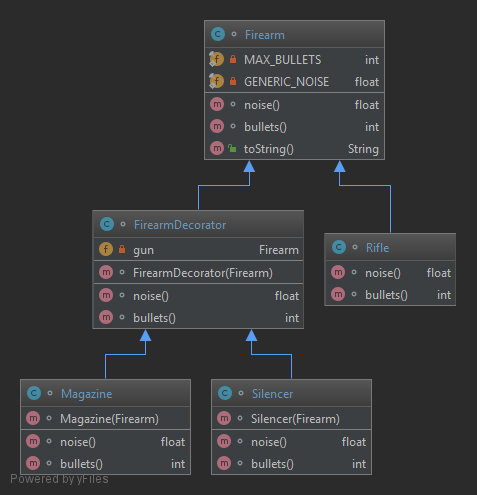 Firearm
MAX_BULLETS int
GENERIC_NOISE float
noise() float
bullets() int
toString() String
FirearmDecorator
gun Firearm
FirearmDecorator(Firearm)
noise() float
bullets() int
Rifle
noise() float
bullets() int
Magazine
Magazine(Firearm)
noise() float
bullets() int
Silencer
Silencer(Firearm)
noise() float
bullets() int
Powered by yFiles